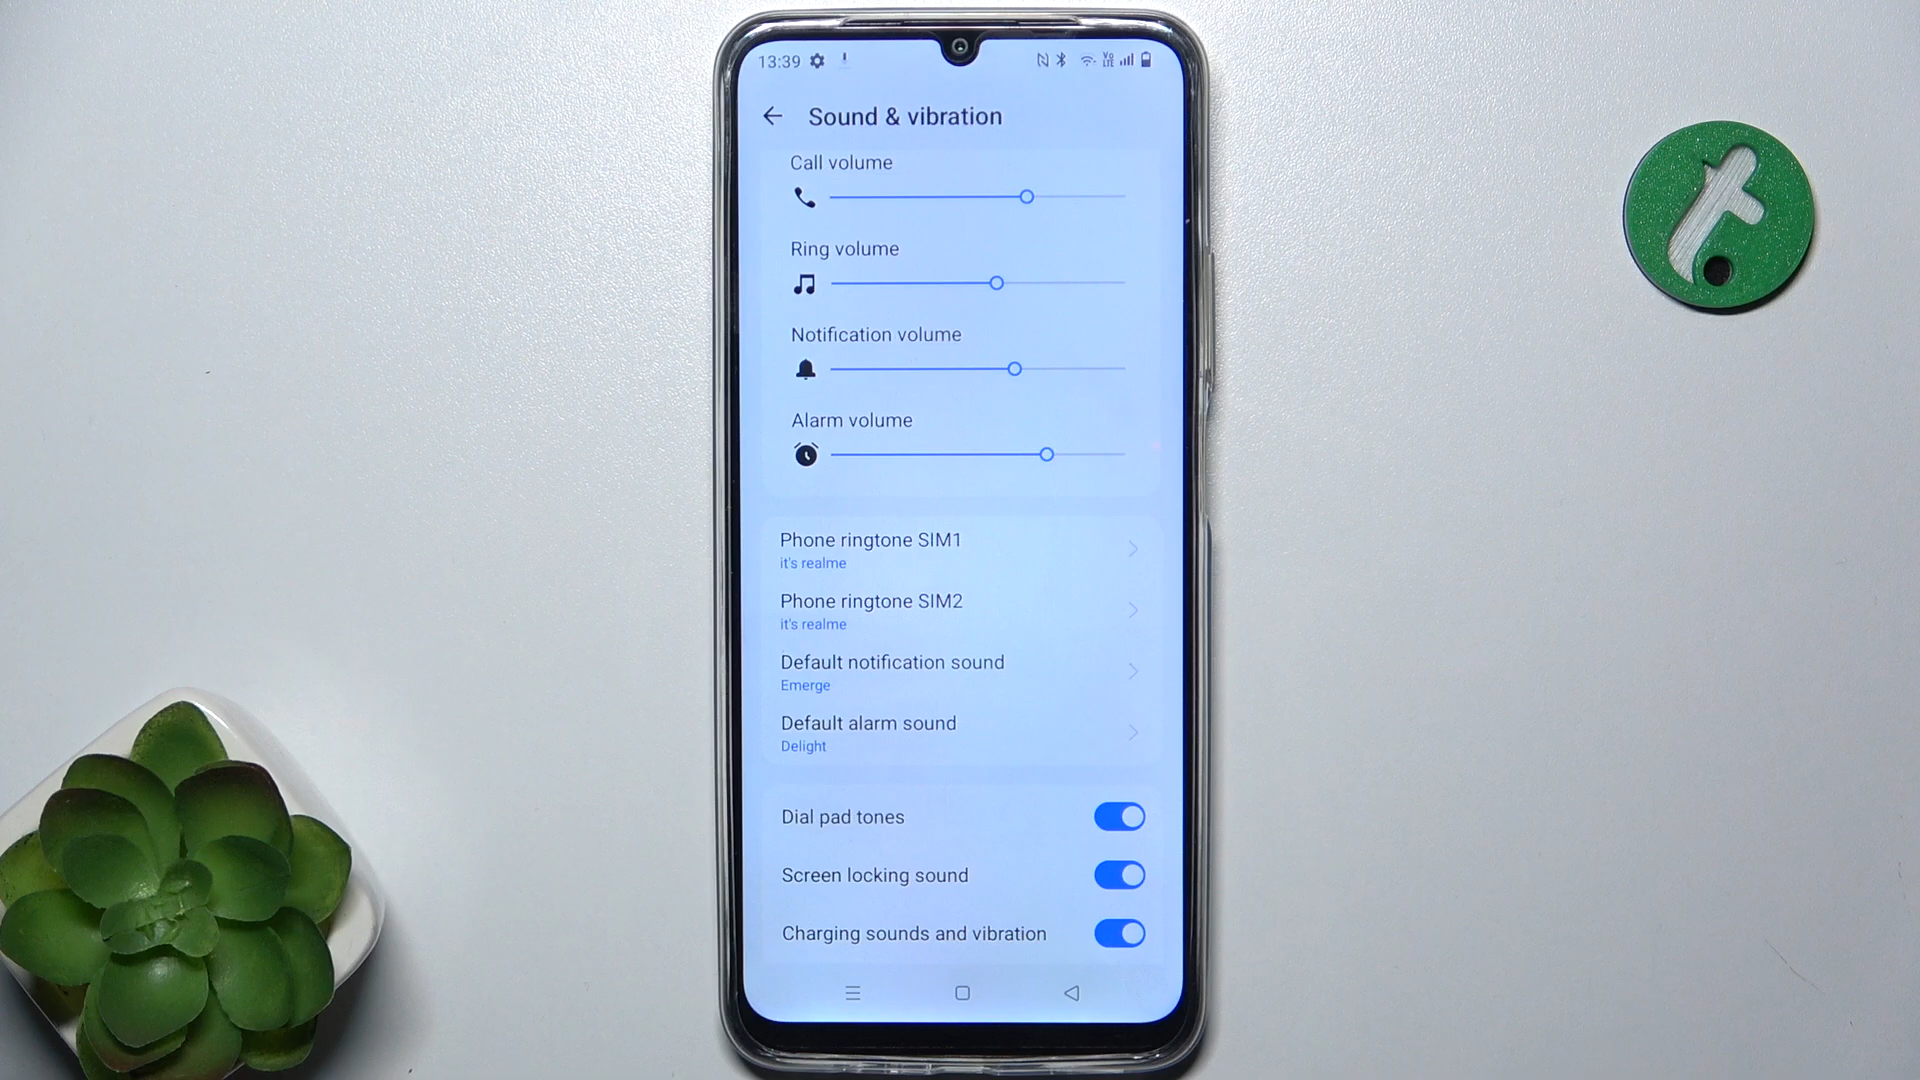 13:39 Vo LTE
Sound & vibration
Call volume
Ring volume
Notification volume
Alarm volume
Phone ringtone SIM1
it's realme
Phone ringtone SIM2
it's realme
Default notification sound
Emerge
Default alarm sound
Delight
Dial pad tones
Screen locking sound
Charging sounds and vibration